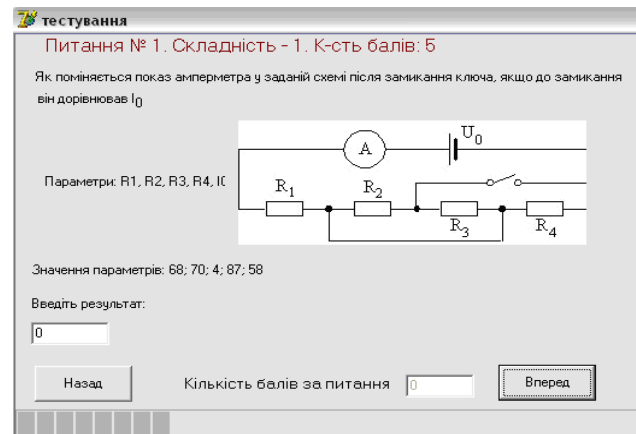 тестування
Питання № 1. Складність - 1. К-сть балів: 5
Як поміняється показ амперметра у заданій схемі після замикання ключа, якщо до замикання
він дорівнював I0
A
U0
Параметри: R1, R2, R3, R4, I(
R1
R2
R3
R4
Значення параметрів: 68; 70; 4; 87; 58
Введіть результат:
0
Назад
Кількість балів за питання
0
Вперед